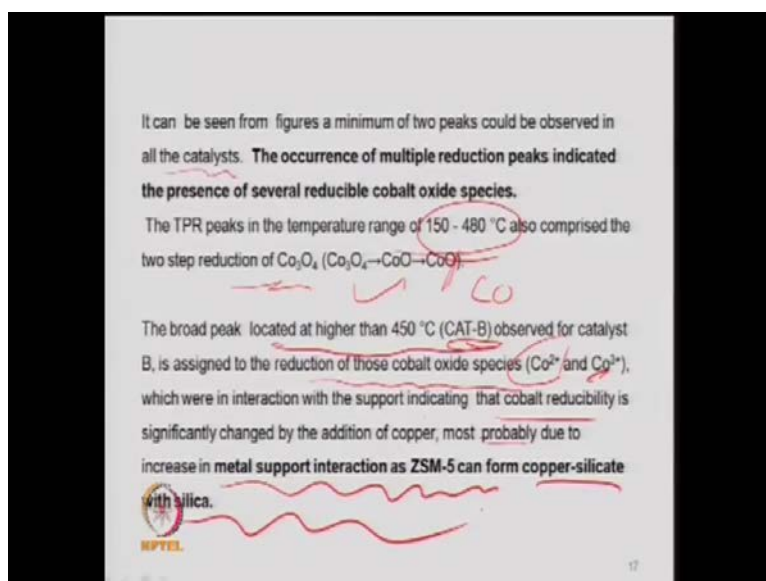 It can be seen from figures a minimum of two peaks could be observed in
all the catalysts. The occurrence of multiple reduction peaks indicated
the presence of several reducible cobalt oxide species.
The TPR peaks in the temperature range of 150 - 480 °C also comprised the
two step reduction of Co₃O₄ (Co₃O₄→CoO→CoO).
CO
The broad peak located at higher than 450 °C (CAT-B) observed for catalyst
B, is assigned to the reduction of those cobalt oxide species (Co²⁺ and Co³⁺),
which were in interaction with the support indicating that cobalt reducibility is
significantly changed by the addition of copper, most probably due to
increase in metal support interaction as ZSM-5 can form copper-silicate
with silica.
NPTEL
17